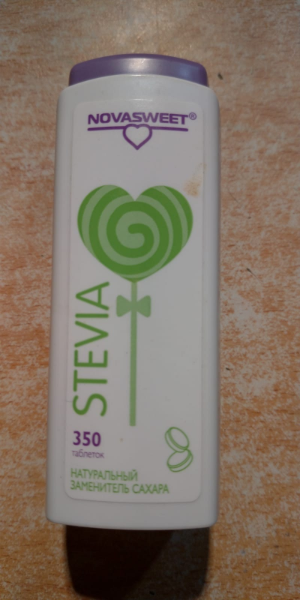 NOVASWEET®
STEVIA
350
таблеток
НАТУРАЛЬНЫЙ
ЗАМЕНИТЕЛЬ САХАРА